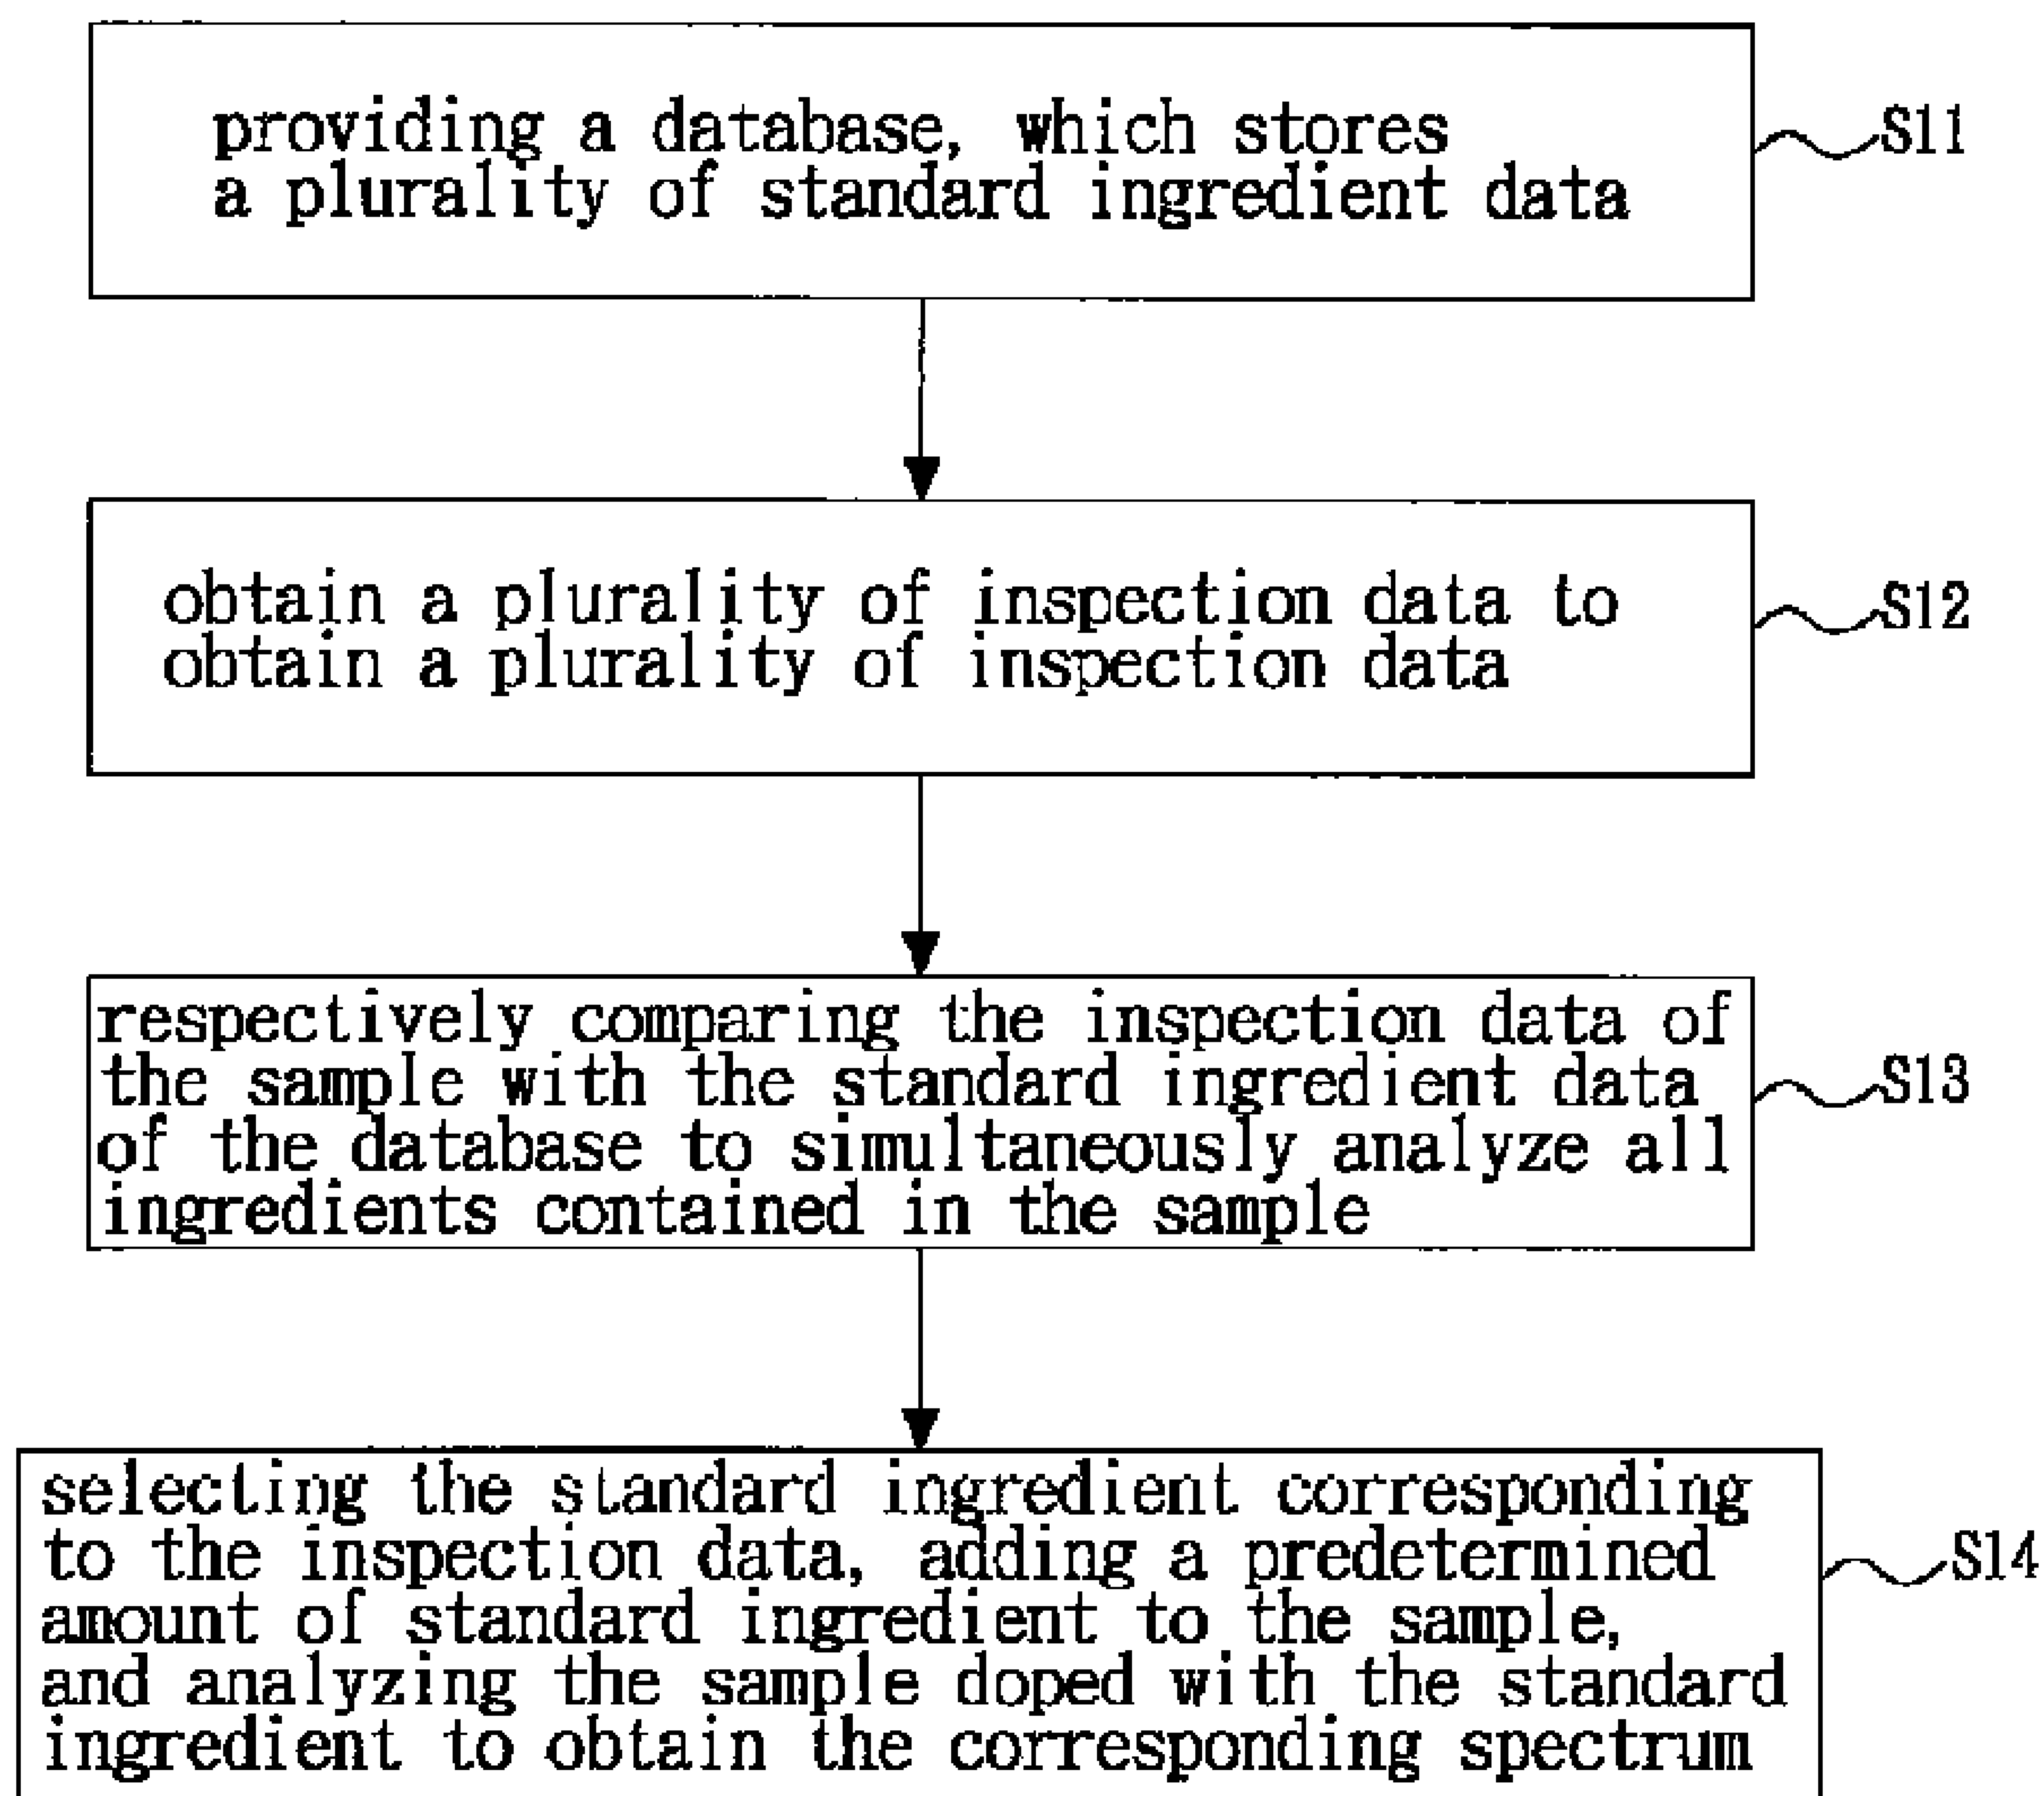 providing a database, which stores
a plurality of standard ingredient data
S11
obtain a plurality of inspection data to
obtain a plurality of inspection data
S12
respectively comparing the inspection data of
the sample with the standard ingredient data
of the database to simultaneously analyze all
ingredients contained in the sample
S13
selecting the standard ingredient corresponding
to the inspection data, adding a predetermined
amount of standard ingredient to the sample,
and analyzing the sample doped with the standard
ingredient to obtain the corresponding spectrum
S14